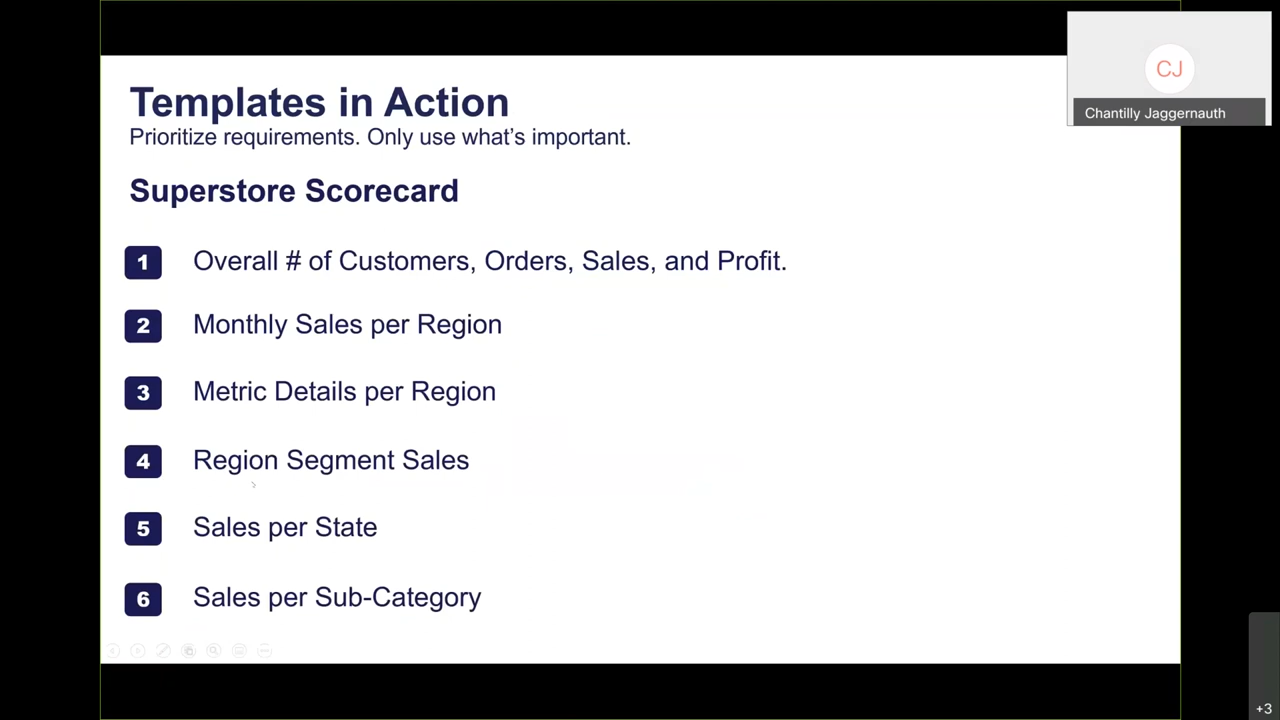 Templates in Action
Prioritize requirements. Only use what’s important.
Superstore Scorecard
1 Overall # of Customers, Orders, Sales, and Profit.
2 Monthly Sales per Region
3 Metric Details per Region
4 Region Segment Sales
5 Sales per State
6 Sales per Sub-Category
CJ
Chantilly Jaggernauth
+3